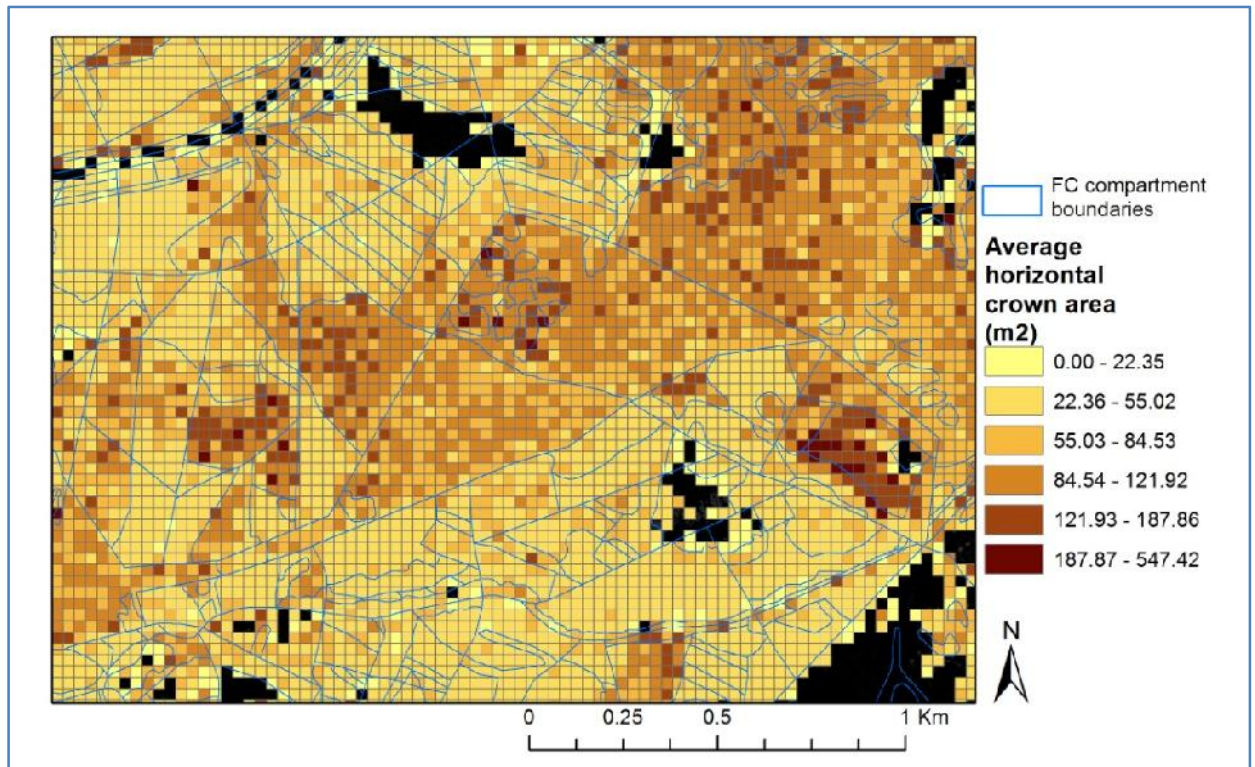 FC compartment
boundaries
Average
horizontal
crown area
(m2)
0.00 - 22.35
22.36 - 55.02
55.03 - 84.53
84.54 - 121.92
121.93 - 187.86
187.87 - 547.42
N
0 0.25 0.5 1 Km